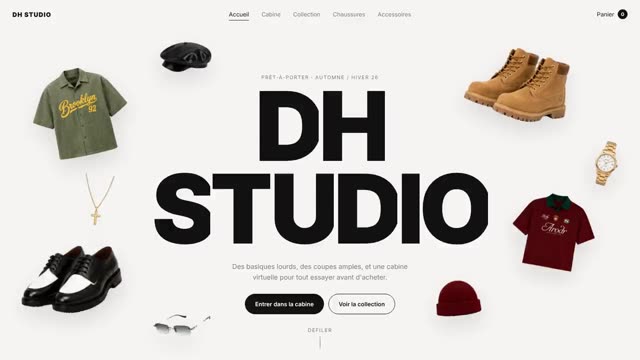 DH STUDIO
Accueil
Cabine
Collection
Chaussures
Accessoires
Panier 0
PRÊT-À-PORTER · AUTOMNE / HIVER 26
DH
STUDIO
Brooklyn
92
Des basiques lourds, des coupes amples, et une cabine
virtuelle pour tout essayer avant d'acheter.
Entrer dans la cabine
Voir la collection
DÉFILER